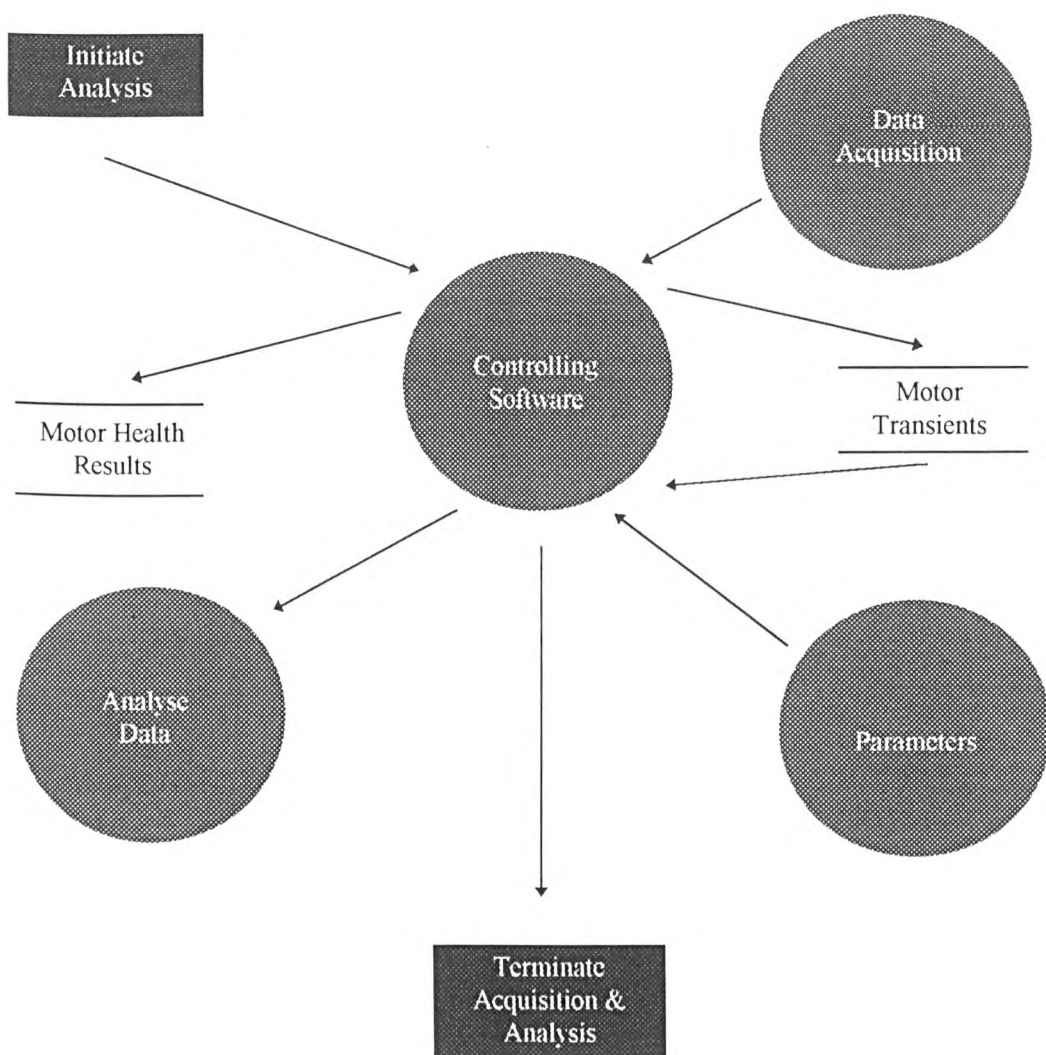 Initiate
Analysis
Data
Acquisition
Controlling
Software
Motor
Transients
Motor Health
Results
Analyse
Data
Parameters
Terminate
Acquisition &
Analysis